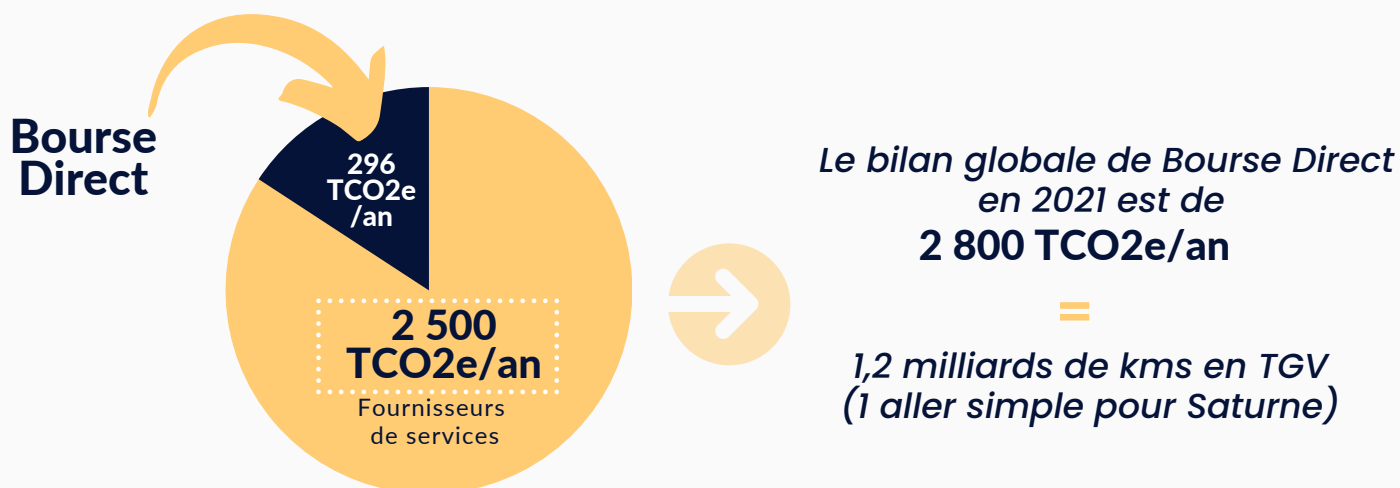 Bourse
Direct
296
TCO2e
/an
2 500
TCO2e/an
Fournisseurs
de services
Le bilan globale de Bourse Direct
en 2021 est de
2 800 TCO2e/an
=
1,2 milliards de kms en TGV
(1 aller simple pour Saturne)